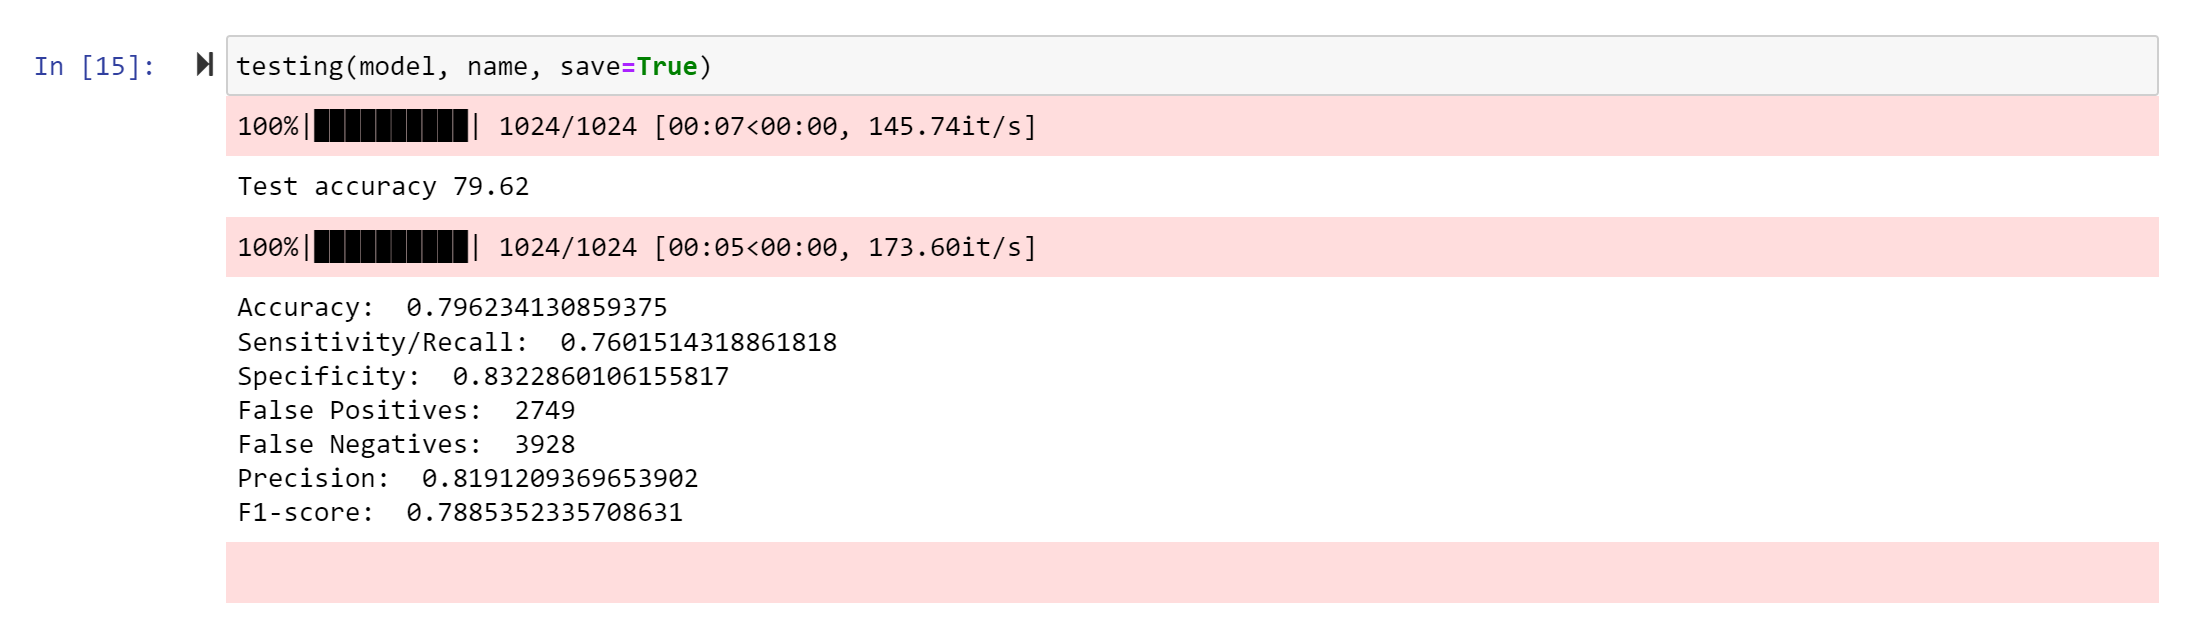 In [15]: testing(model, name, save=True)
100%|██████████| 1024/1024 [00:07<00:00, 145.74it/s]
Test accuracy 79.62
100%|██████████| 1024/1024 [00:05<00:00, 173.60it/s]
Accuracy:  0.796234130859375
Sensitivity/Recall:  0.7601514318861818
Specificity:  0.8322860106155817
False Positives:  2749
False Negatives:  3928
Precision:  0.8191209369653902
F1-score:  0.7885352335708631